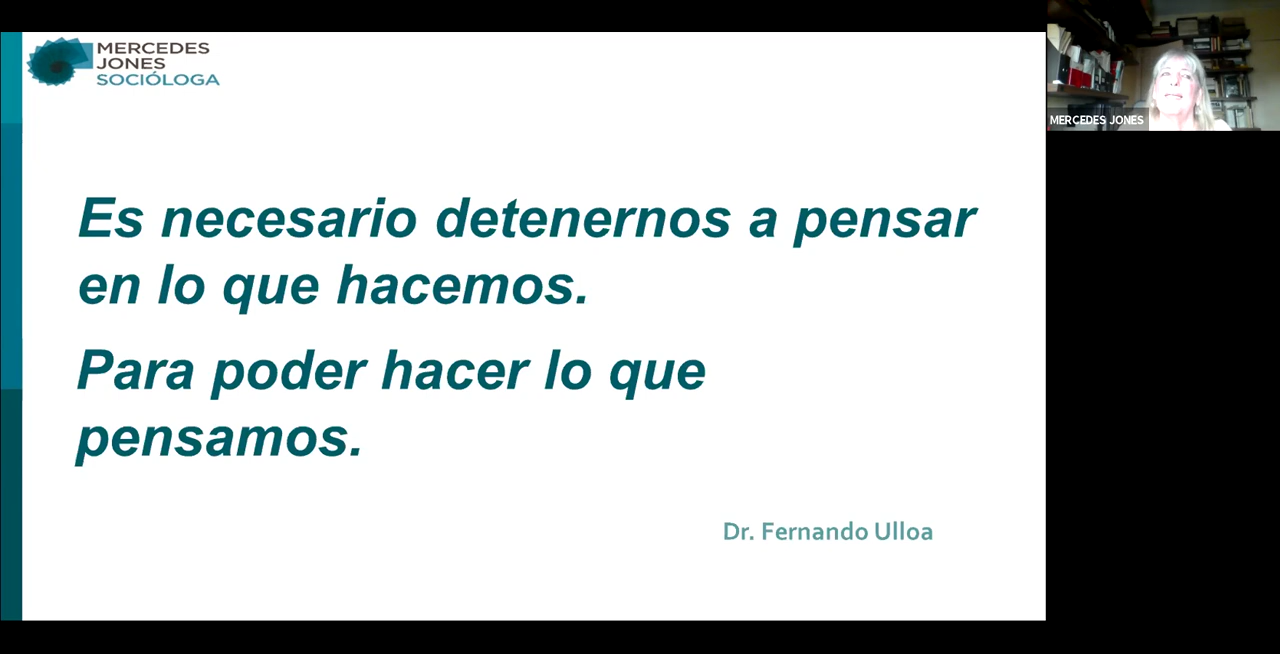 MERCEDES
JONES
SOCIÓLOGA
MERCEDES JONES
Es necesario detenernos a pensar
en lo que hacemos.
Para poder hacer lo que
pensamos.
Dr. Fernando Ulloa